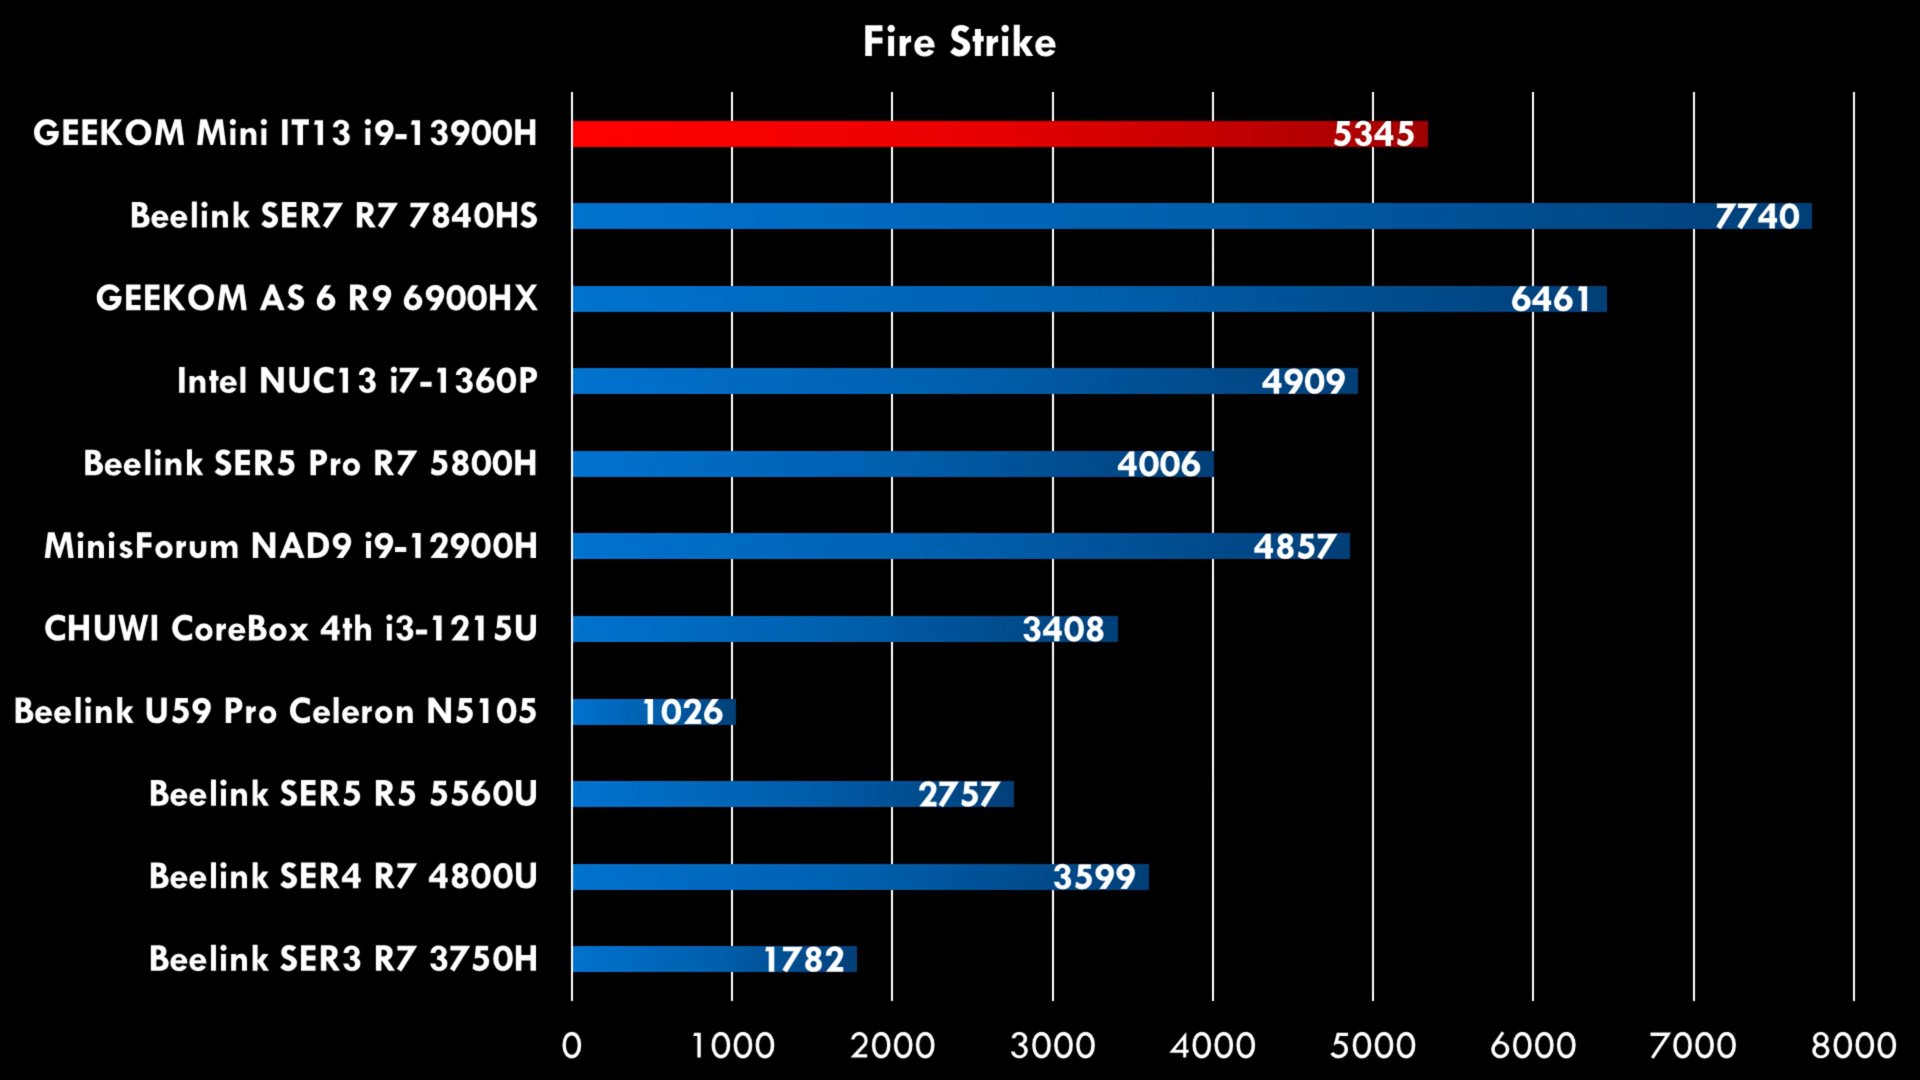 Fire Strike
GEEKOM Mini IT13 i9-13900H 5345
Beelink SER7 R7 7840HS 7740
GEEKOM AS 6 R9 6900HX 6461
Intel NUC13 i7-1360P 4909
Beelink SER5 Pro R7 5800H 4006
MinisForum NAD9 i9-12900H 4857
CHUWI CoreBox 4th i3-1215U 3408
Beelink U59 Pro Celeron N5105 1026
Beelink SER5 R5 5560U 2757
Beelink SER4 R7 4800U 3599
Beelink SER3 R7 3750H 1782
0 1000 2000 3000 4000 5000 6000 7000 8000